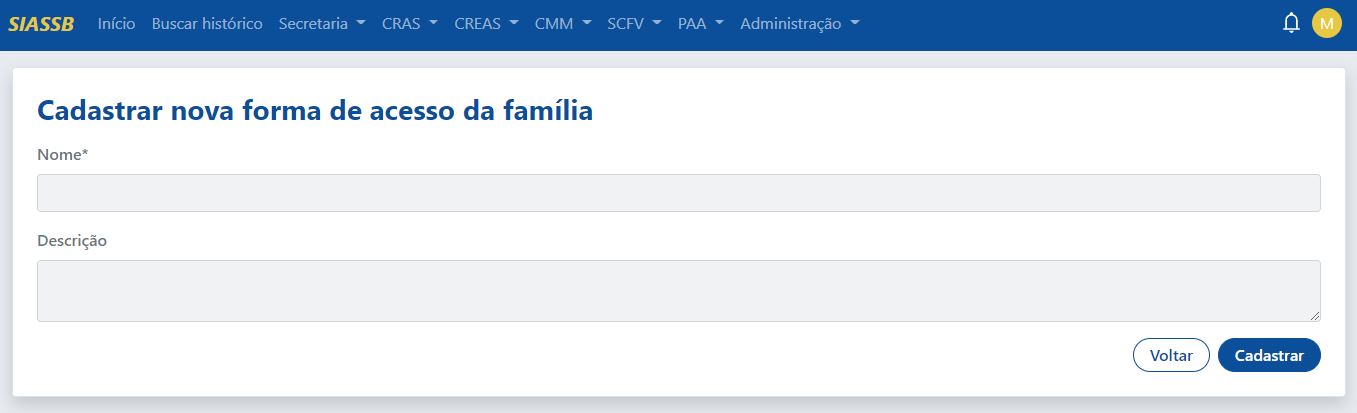 SIASSB Início Buscar histórico Secretaria CRAS CREAS CMM SCFV PAA Administração M
Cadastrar nova forma de acesso da família
Nome*
Descrição
Voltar Cadastrar